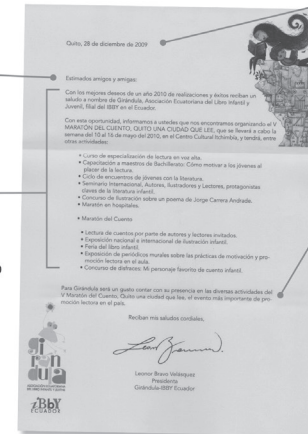 Quito, 28 de diciembre de 2009
Estimados amigos y amigas:
Con los mejores deseos de un año 2010 de realizaciones y éxitos reciban un
saludo a nombre de Girándula, Asociación Ecuatoriana del Libro Infantil y
Juvenil, filial del IBBY en el Ecuador.
Con esta oportunidad, informamos a ustedes que nos encontramos organizando el V
MARATÓN DEL CUENTO, QUITO UNA CIUDAD QUE LEE, que se llevará a cabo la
semana del 10 al 16 de mayo del 2010, en el Centro Cultural Itchimbía, y tendrá, entre
otras actividades:
• Curso de especialización de lectura en voz alta.
• Capacitación a maestros de Bachillerato: Cómo motivar a los jóvenes al
placer de la lectura.
• Ciclo de encuentros de jóvenes con la literatura.
• Seminario Internacional, Autores, Ilustradores y Lectores, protagonistas
claves de la literatura infantil.
• Concurso de ilustración sobre un poema de Jorge Carrera Andrade.
• Maratón en hospitales.
• Maratón del Cuento
• Lectura de cuentos por parte de autores y lectores invitados.
• Exposición nacional e internacional de ilustración infantil.
• Feria del libro infantil.
• Exposición de periódicos murales sobre las prácticas de motivación y pro-
moción lectora en el aula.
• Concurso de disfraces: Mi personaje favorito de cuento infantil.
Para Girándula será un gusto contar con su presencia en las diversas actividades del
V Maratón del Cuento, Quito una ciudad que lee, el evento más importante de pro-
moción lectora en el país.
Reciban mis saludos cordiales,
Leonor Bravo Velásquez
Presidenta
Girándula-IBBY Ecuador
iBbY
ECUADOR